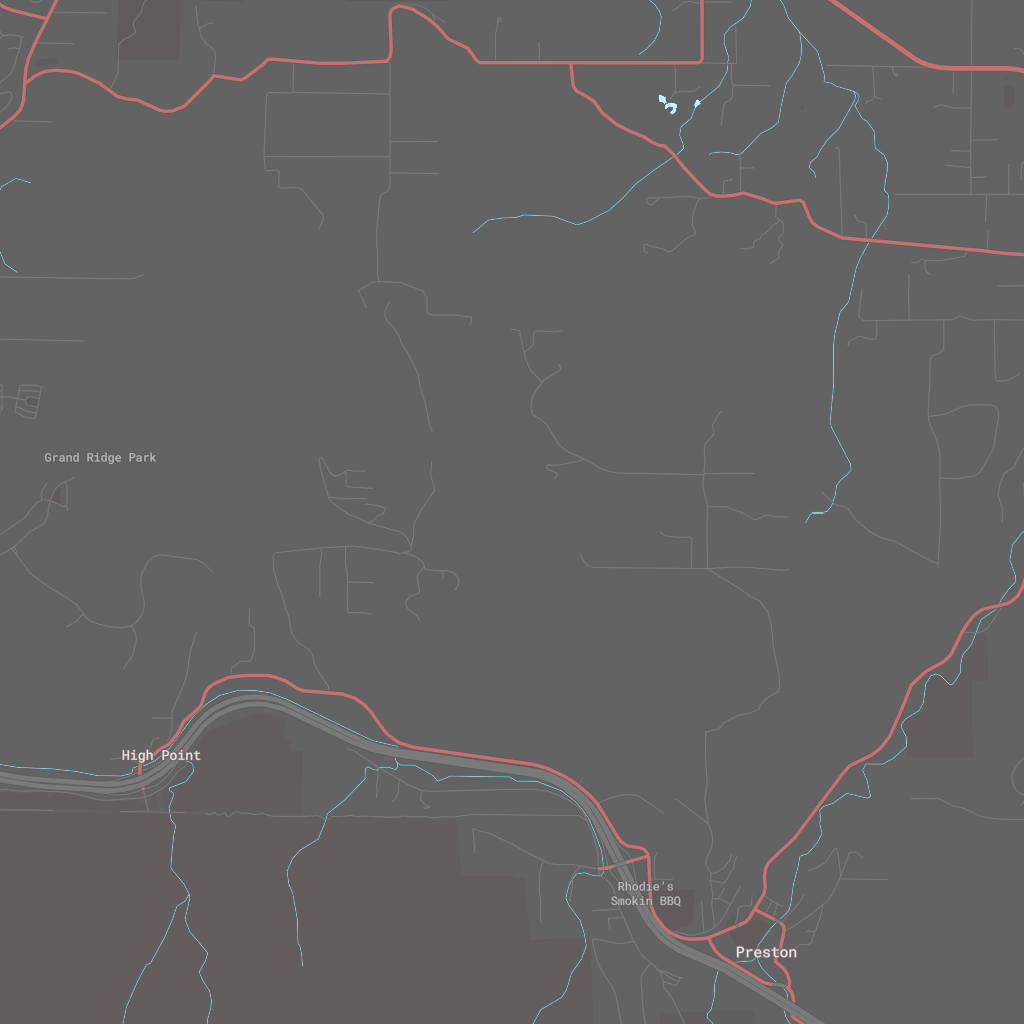 Grand Ridge Park
High Point
Rhodie's
Smokin BBQ
Preston